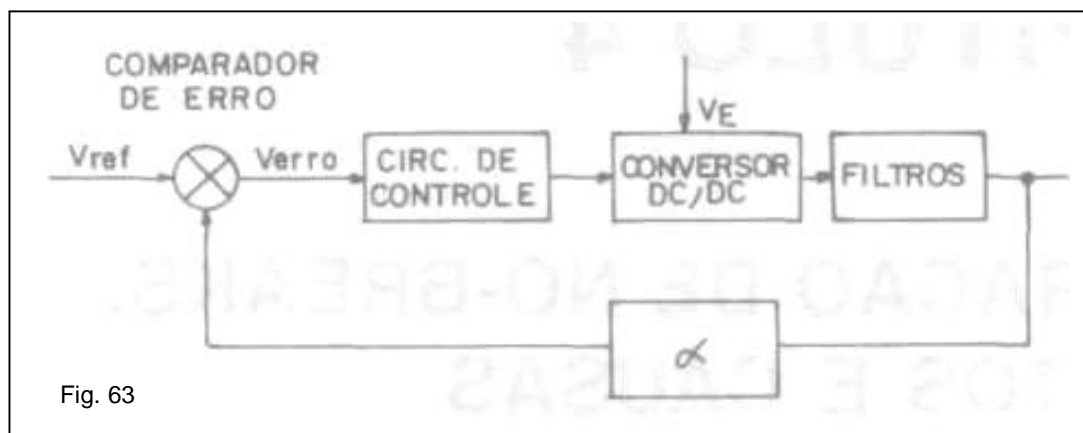 COMPARADOR
DE ERRO
Vref
Verro
CIRC. DE
CONTROLE
VE
CONVERSOR
DC/DC
FILTROS
α
Fig. 63